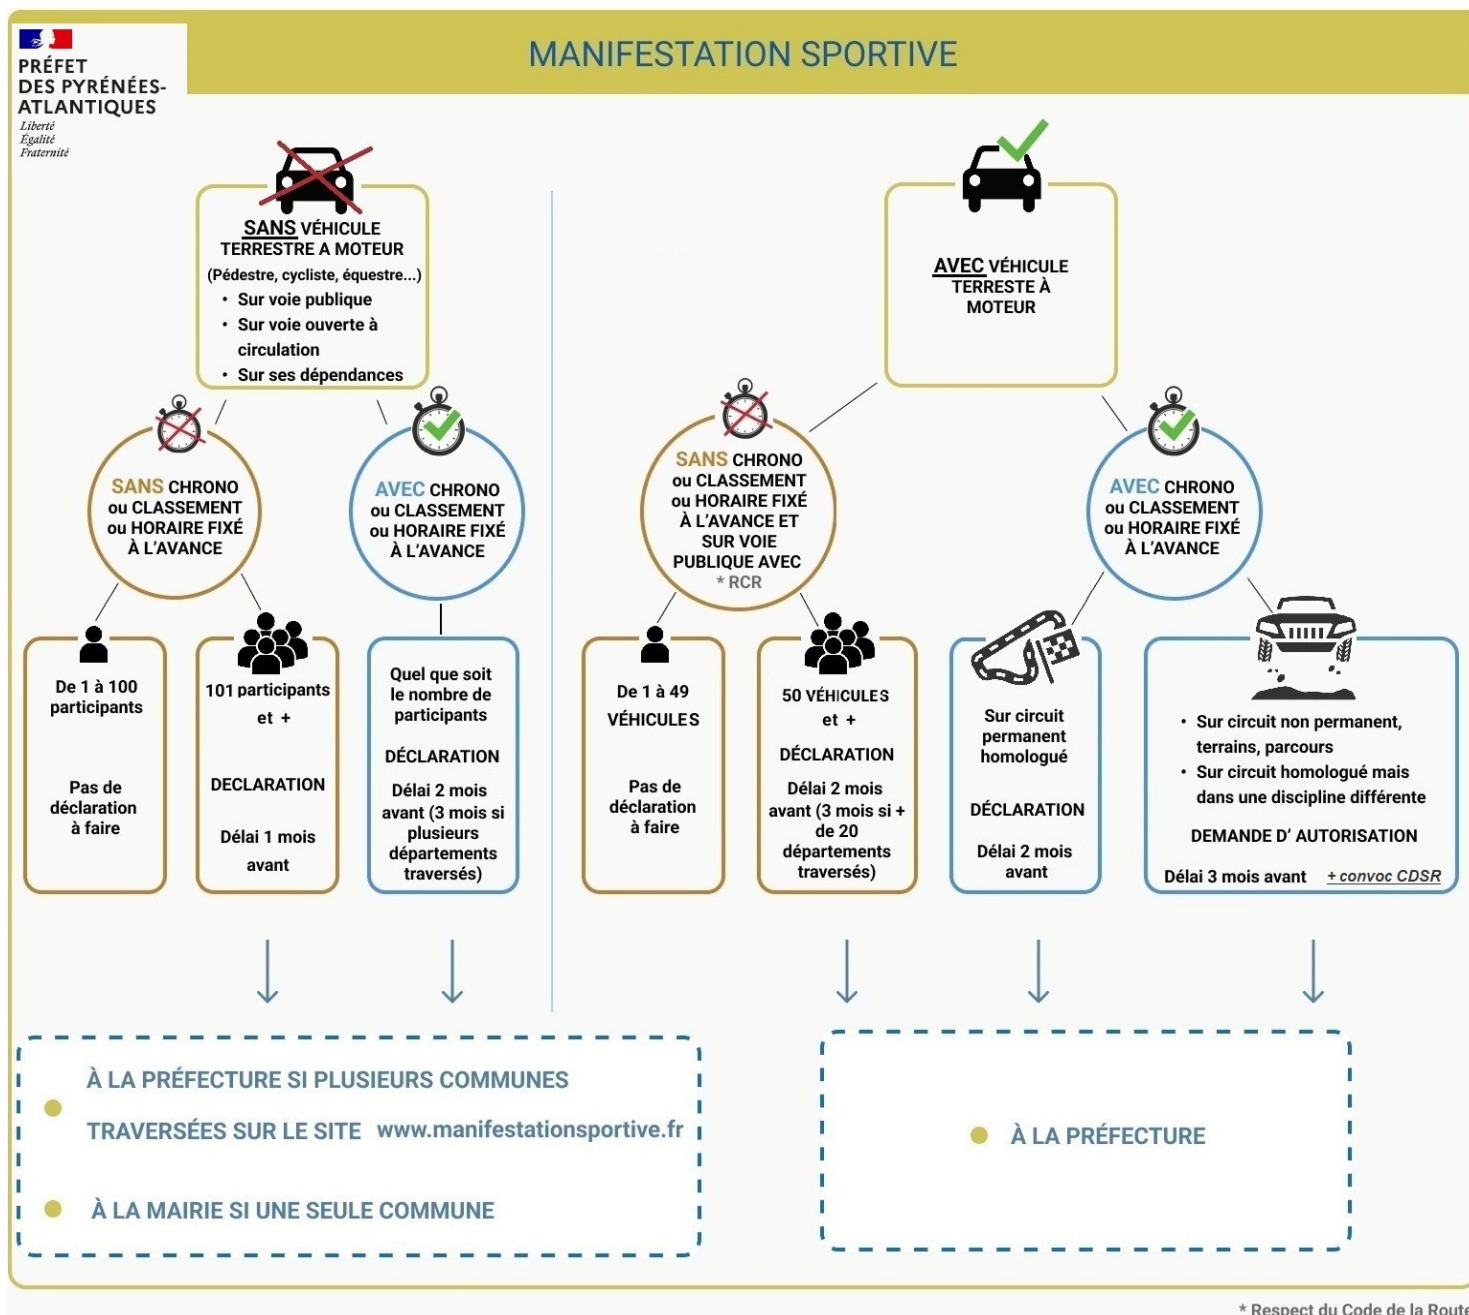 MANIFESTATION SPORTIVE
PRÉFET
DES PYRÉNÉES-
ATLANTIQUES
Liberté
Égalité
Fraternité
SANS VÉHICULE
TERRESTRE A MOTEUR
(Pédestre, cycliste, équestre...)
• Sur voie publique
• Sur voie ouverte à
circulation
• Sur ses dépendances
SANS CHRONO
ou CLASSEMENT
ou HORAIRE FIXÉ
À L'AVANCE
AVEC CHRONO
ou CLASSEMENT
ou HORAIRE FIXÉ
À L'AVANCE
De 1 à 100
participants
Pas de
déclaration
à faire
101 participants
et +
DECLARATION
Délai 1 mois
avant
Quel que soit
le nombre de
participants
DÉCLARATION
Délai 2 mois
avant (3 mois si
plusieurs
départements
traversés)
AVEC VÉHICULE
TERRESTE À
MOTEUR
SANS CHRONO
ou CLASSEMENT
ou HORAIRE FIXÉ
À L'AVANCE ET
SUR VOIE
PUBLIQUE AVEC
* RCR
AVEC CHRONO
ou CLASSEMENT
ou HORAIRE FIXÉ
À L'AVANCE
De 1 à 49
VÉHICULES
Pas de
déclaration
à faire
50 VÉHICULES
et +
DÉCLARATION
Délai 2 mois
avant (3 mois si +
de 20
départements
traversés)
Sur circuit
permanent
homologué
DÉCLARATION
Délai 2 mois
avant
• Sur circuit non permanent,
terrains, parcours
• Sur circuit homologué mais
dans une discipline différente
DEMANDE D' AUTORISATION
Délai 3 mois avant + convoc CDSR
À LA PRÉFECTURE SI PLUSIEURS COMMUNES
TRAVERSÉES SUR LE SITE www.manifestationsportive.fr
À LA MAIRIE SI UNE SEULE COMMUNE
À LA PRÉFECTURE
* Respect du Code de la Route